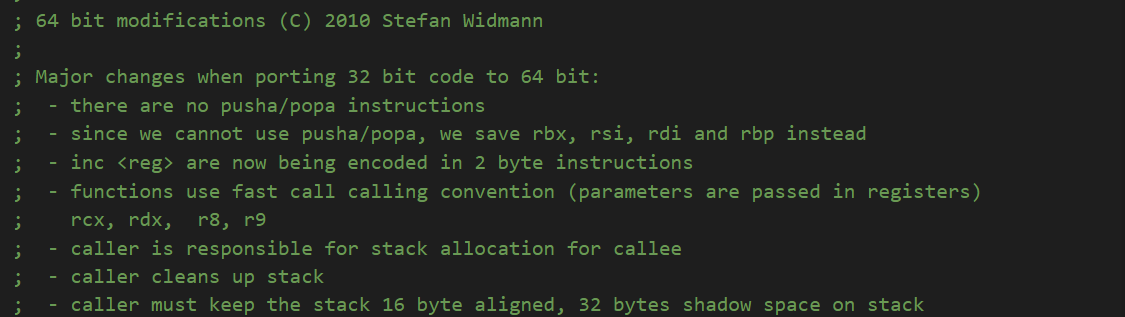 ;
; 64 bit modifications (C) 2010 Stefan Widmann
;
; Major changes when porting 32 bit code to 64 bit:
;  - there are no pusha/popa instructions
;  - since we cannot use pusha/popa, we save rbx, rsi, rdi and rbp instead
;  - inc <reg> are now being encoded in 2 byte instructions
;  - functions use fast call calling convention (parameters are passed in registers)
;    rcx, rdx,  r8, r9
;  - caller is responsible for stack allocation for callee
;  - caller cleans up stack
;  - caller must keep the stack 16 byte aligned, 32 bytes shadow space on stack